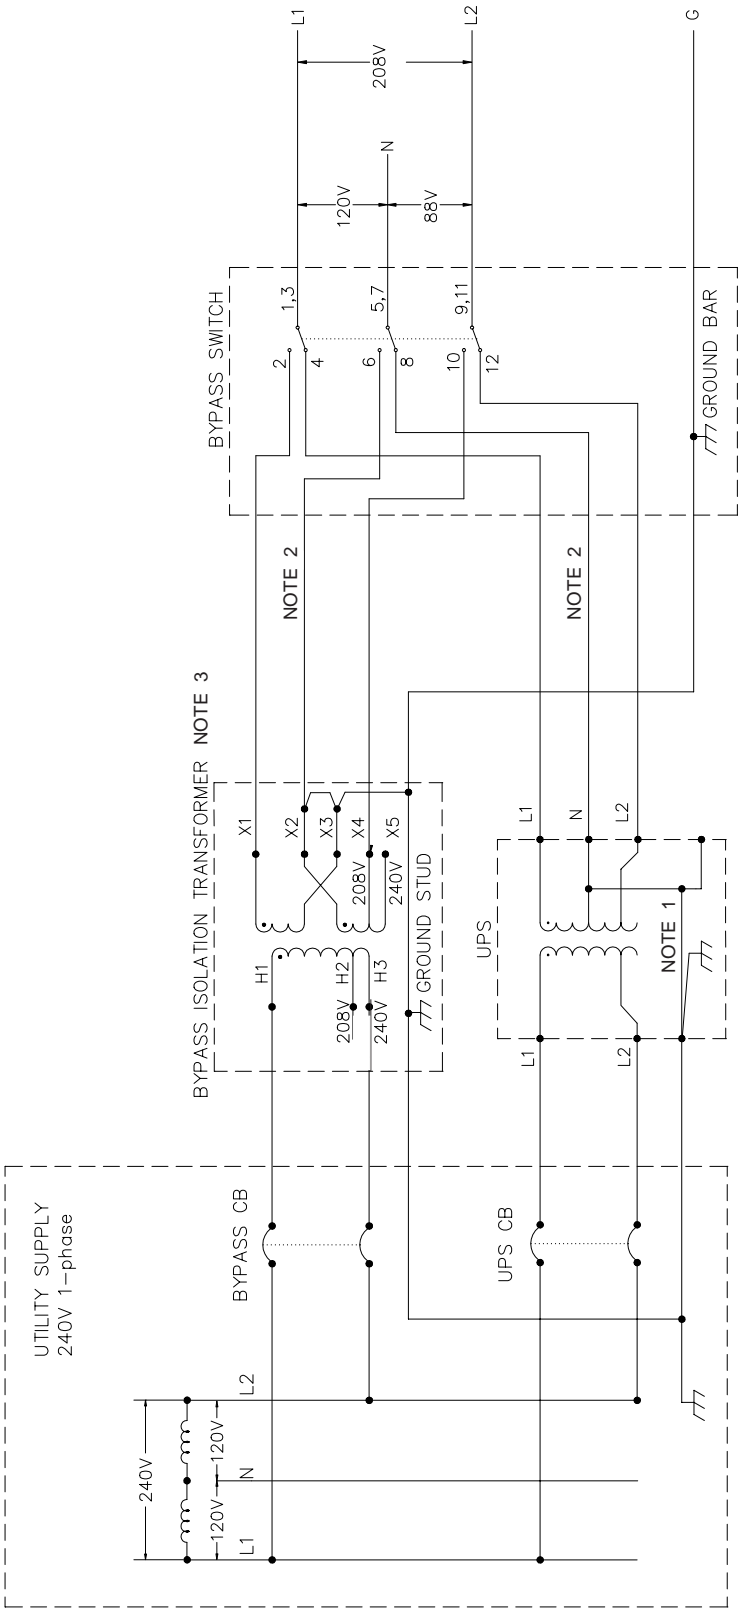 L1
L2
G
208V
N
120V
88V
BYPASS SWITCH
1,3
5,7
9,11
2
4
6
8
10
12
GROUND BAR
NOTE 2
NOTE 2
BYPASS ISOLATION TRANSFORMER NOTE 3
X1
X2
X3
X4
X5
208V
240V
H1
H2
H3
208V
240V
GROUND STUD
UPS
L1
N
L2
NOTE 1
L1
L2
UTILITY SUPPLY
240V 1-phase
BYPASS CB
UPS CB
240V
120V
120V
L2
N
L1